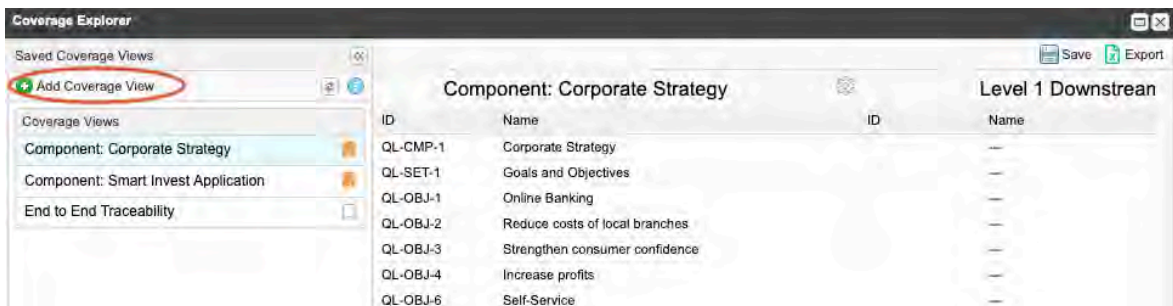 Coverage Explorer
Saved Coverage Views
Save Export
Add Coverage View
Component: Corporate Strategy Level 1 Downstrean
Coverage Views
ID Name ID Name
Component: Corporate Strategy
QL-CMP-1 Corporate Strategy —
Component: Smart Invest Application
QL-SET-1 Goals and Objectives —
End to End Traceability
QL-OBJ-1 Online Banking —
QL-OBJ-2 Reduce costs of local branches —
QL-OBJ-3 Strengthen consumer confidence —
QL-OBJ-4 Increase profits —
QL-OBJ-6 Self-Service —